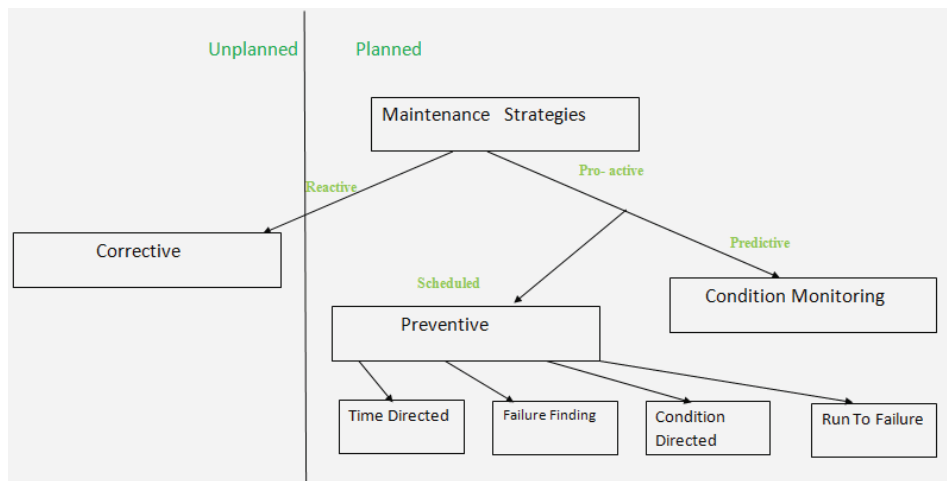 Unplanned
Planned
Maintenance Strategies
Reactive
Pro- active
Corrective
Predictive
Scheduled
Condition Monitoring
Preventive
Time Directed
Failure Finding
Condition
Directed
Run To Failure